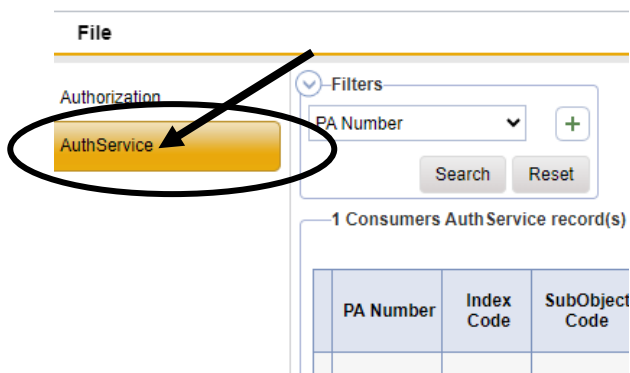 File
Authorization
AuthService
Filters
PA Number
+
Search Reset
1 Consumers AuthService record(s)
PA Number
Index
Code
SubObject
Code